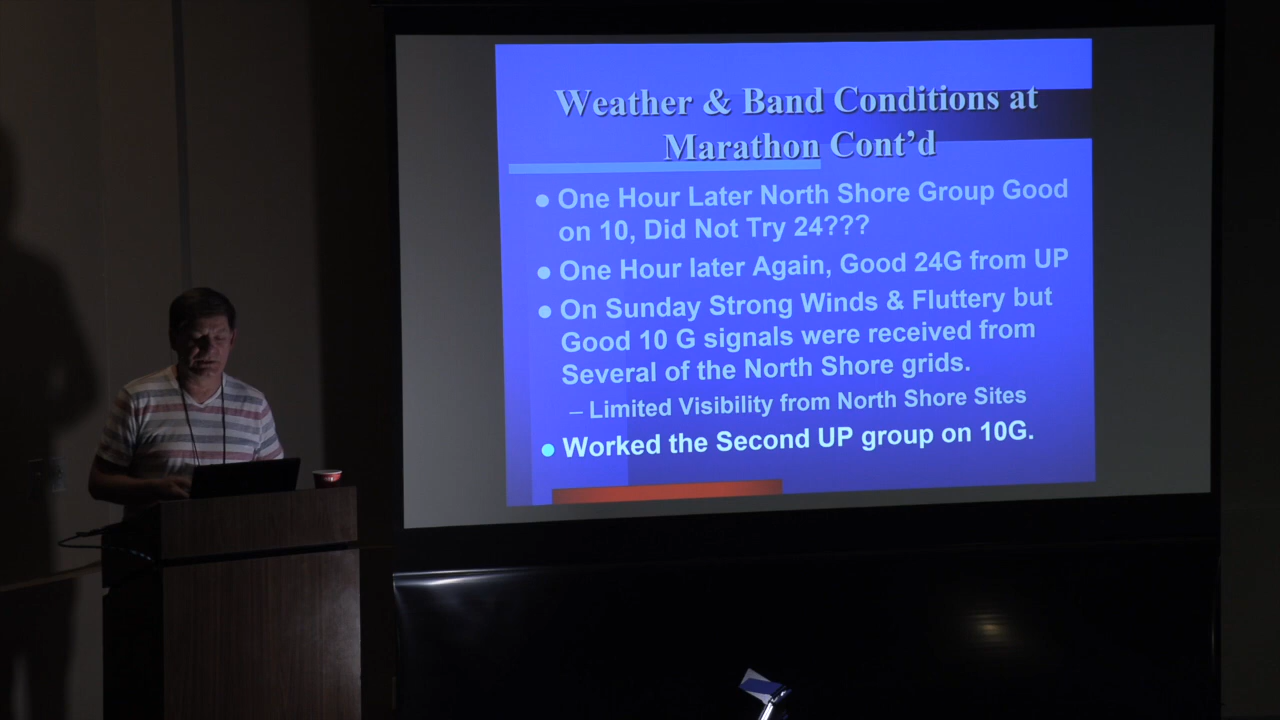 Weather & Band Conditions at
Marathon Cont’d
One Hour Later North Shore Group Good
on 10, Did Not Try 24???
One Hour later Again, Good 24G from UP
On Sunday Strong Winds & Fluttery but
Good 10 G signals were received from
Several of the North Shore grids.
– Limited Visibility from North Shore Sites
Worked the Second UP group on 10G.